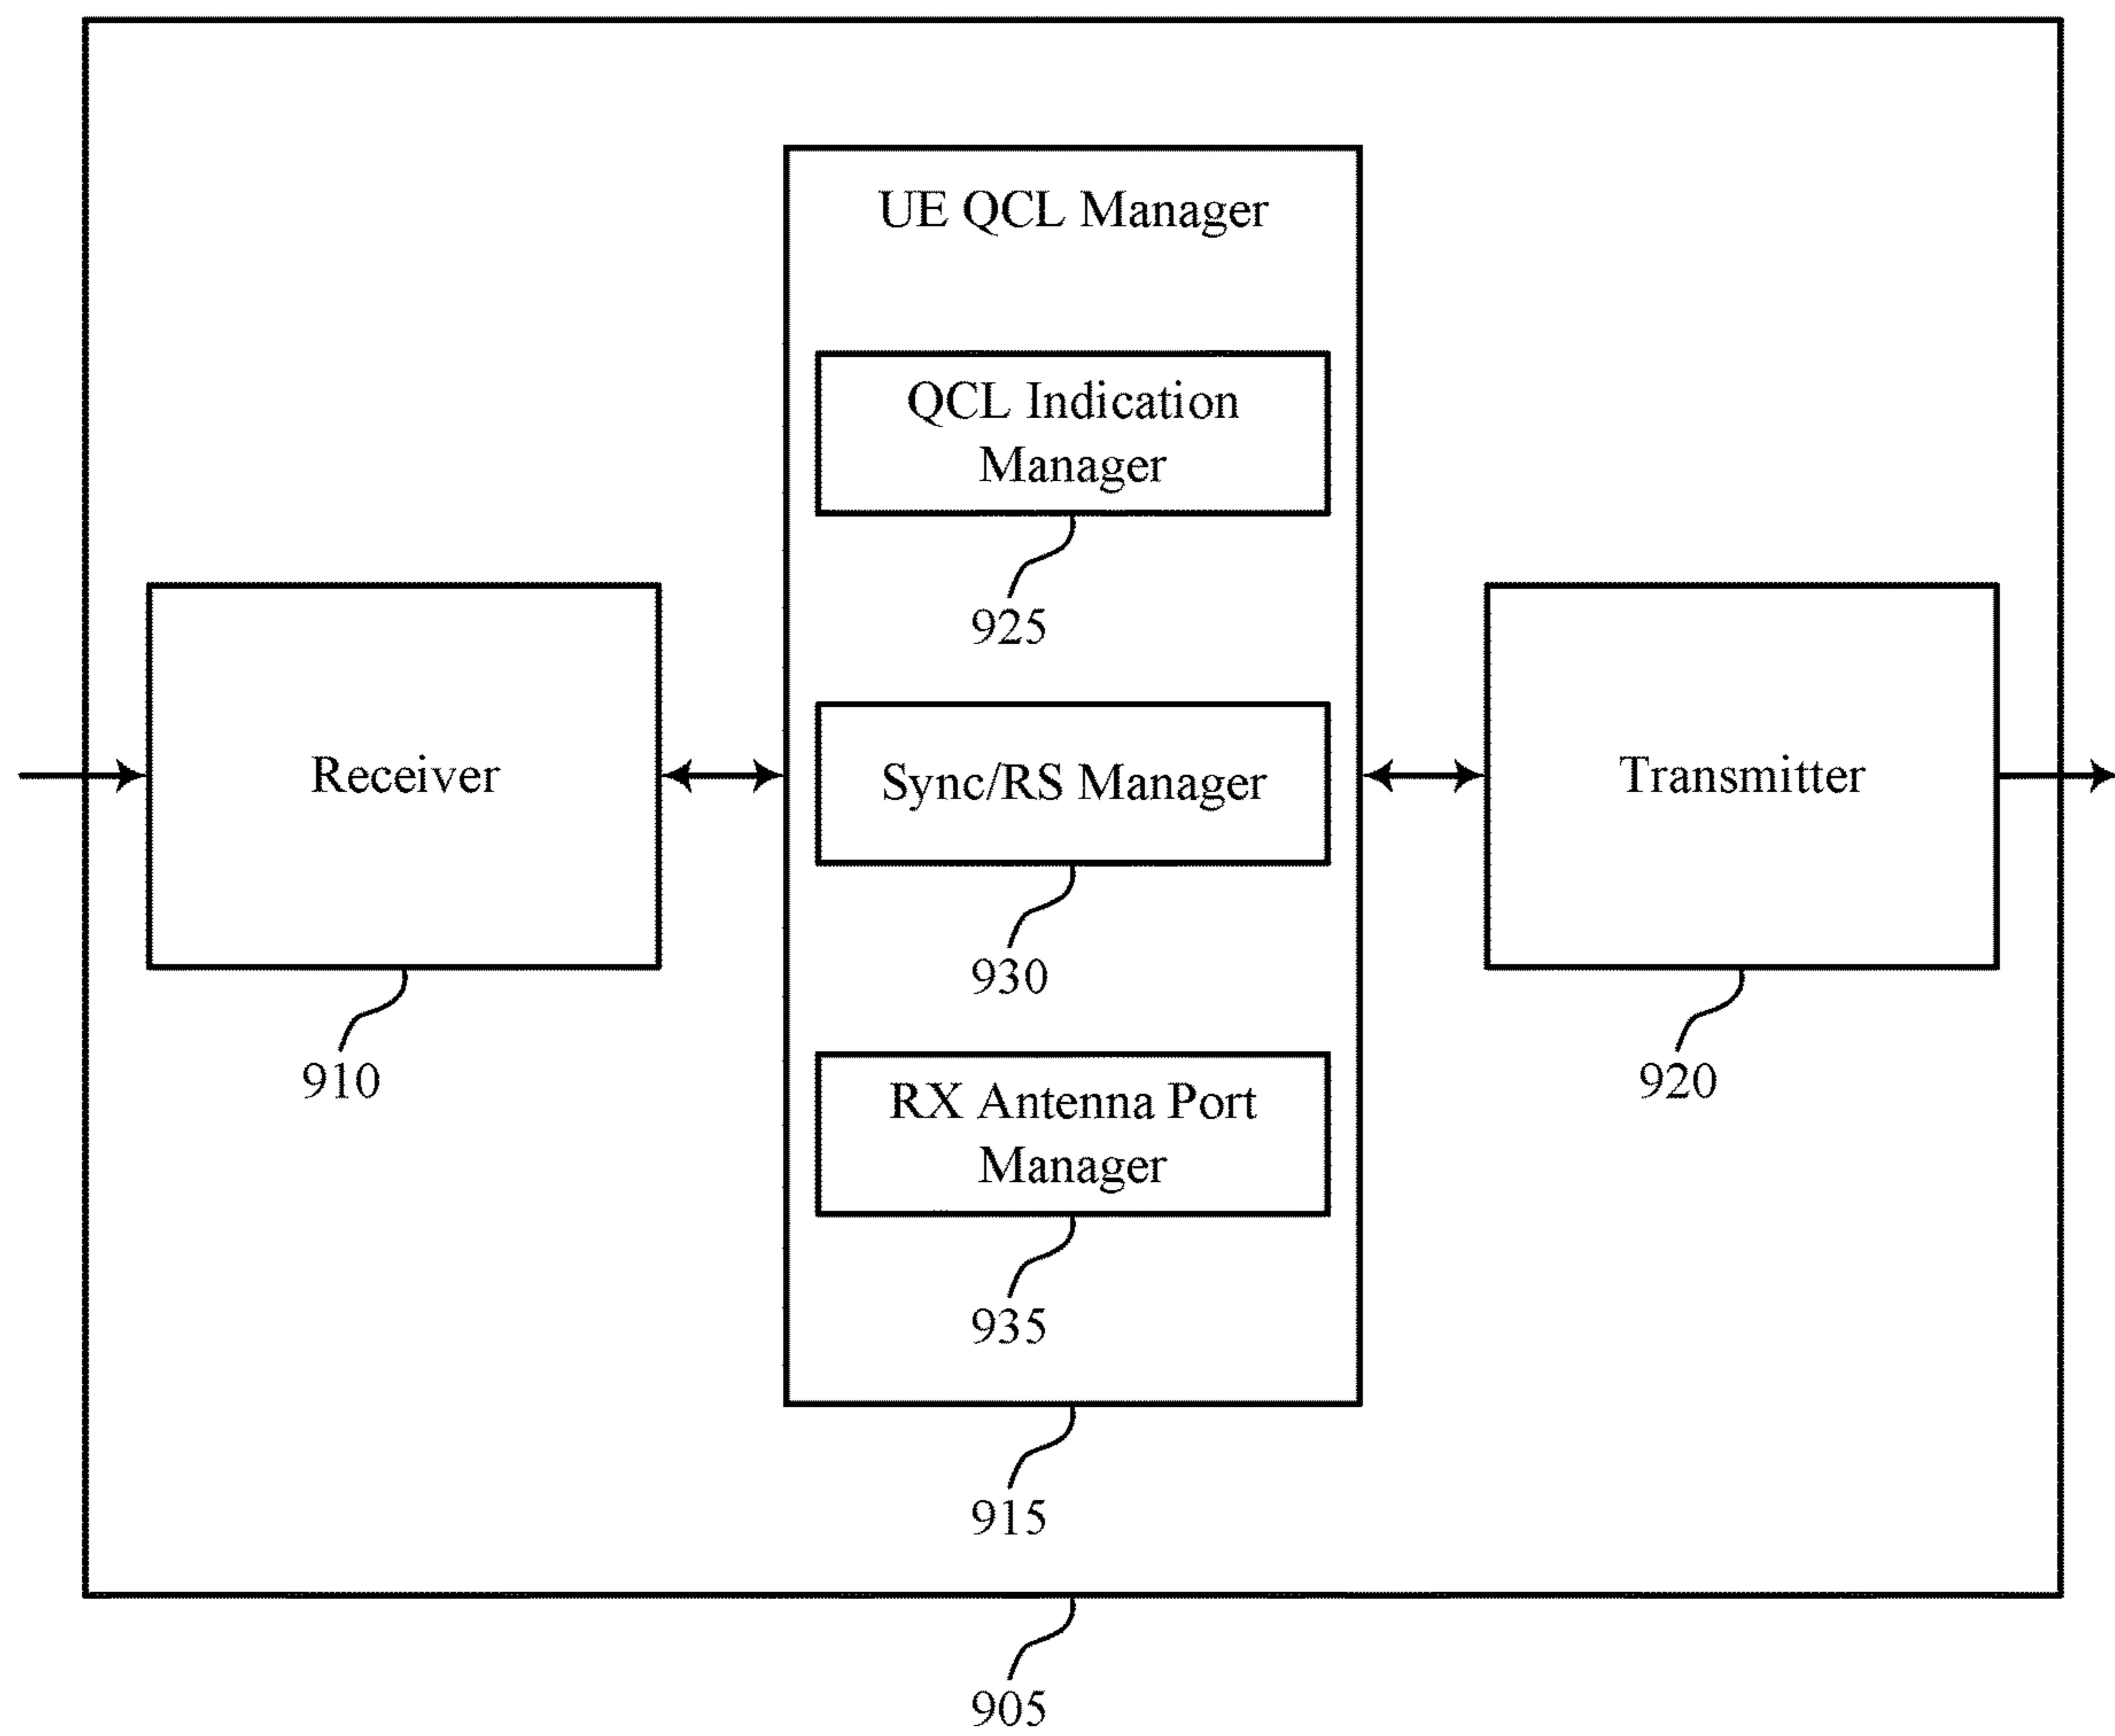 UE QCL Manager
QCL Indication
Manager
925
Receiver
910
Sync/RS Manager
930
Transmitter
920
RX Antenna Port
Manager
935
915
905